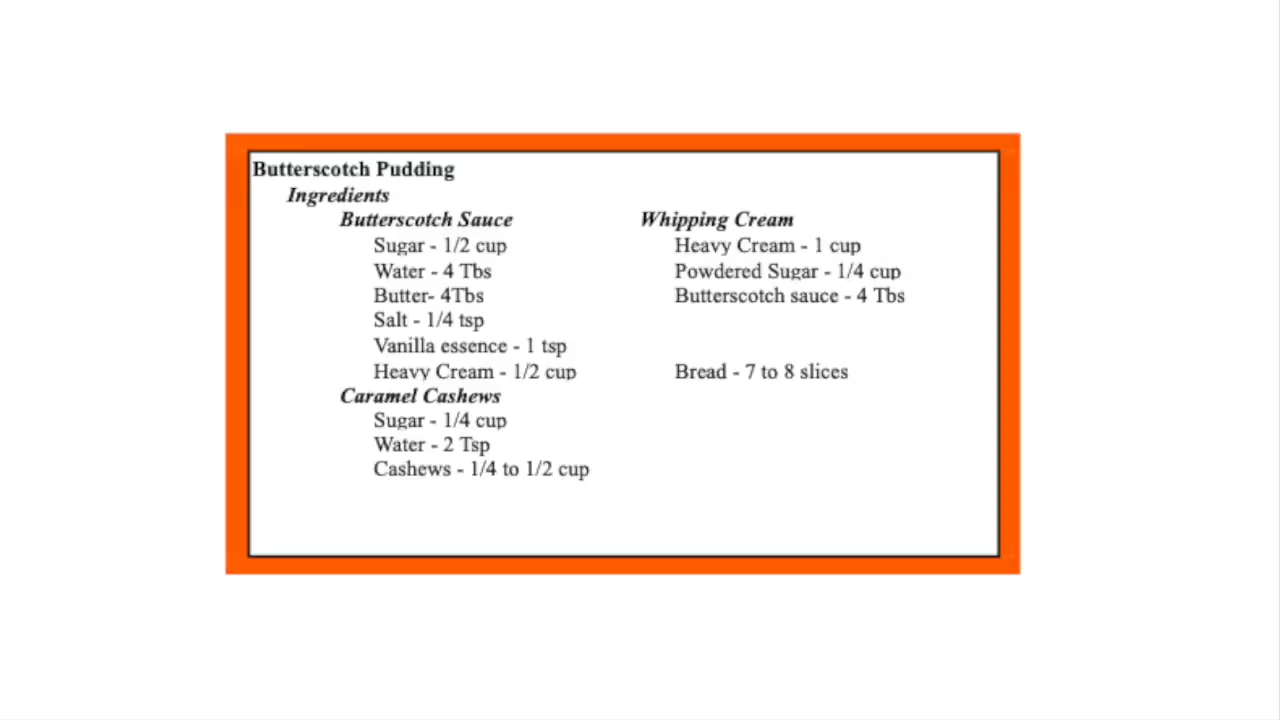 Butterscotch Pudding
Ingredients
Butterscotch Sauce
Sugar - 1/2 cup
Water - 4 Tbs
Butter- 4Tbs
Salt - 1/4 tsp
Vanilla essence - 1 tsp
Heavy Cream - 1/2 cup
Caramel Cashews
Sugar - 1/4 cup
Water - 2 Tsp
Cashews - 1/4 to 1/2 cup
Whipping Cream
Heavy Cream - 1 cup
Powdered Sugar - 1/4 cup
Butterscotch sauce - 4 Tbs
Bread - 7 to 8 slices